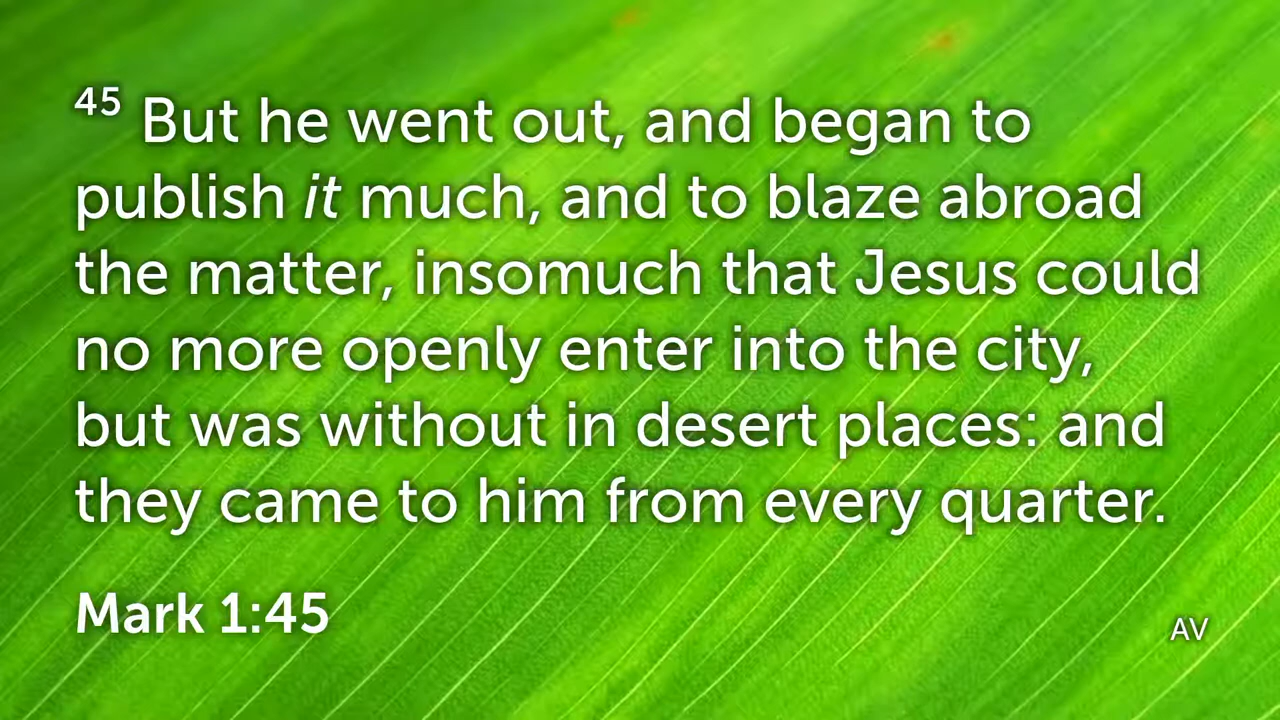 45 But he went out, and began to
publish it much, and to blaze abroad
the matter, insomuch that Jesus could
no more openly enter into the city,
but was without in desert places: and
they came to him from every quarter.
Mark 1:45
AV